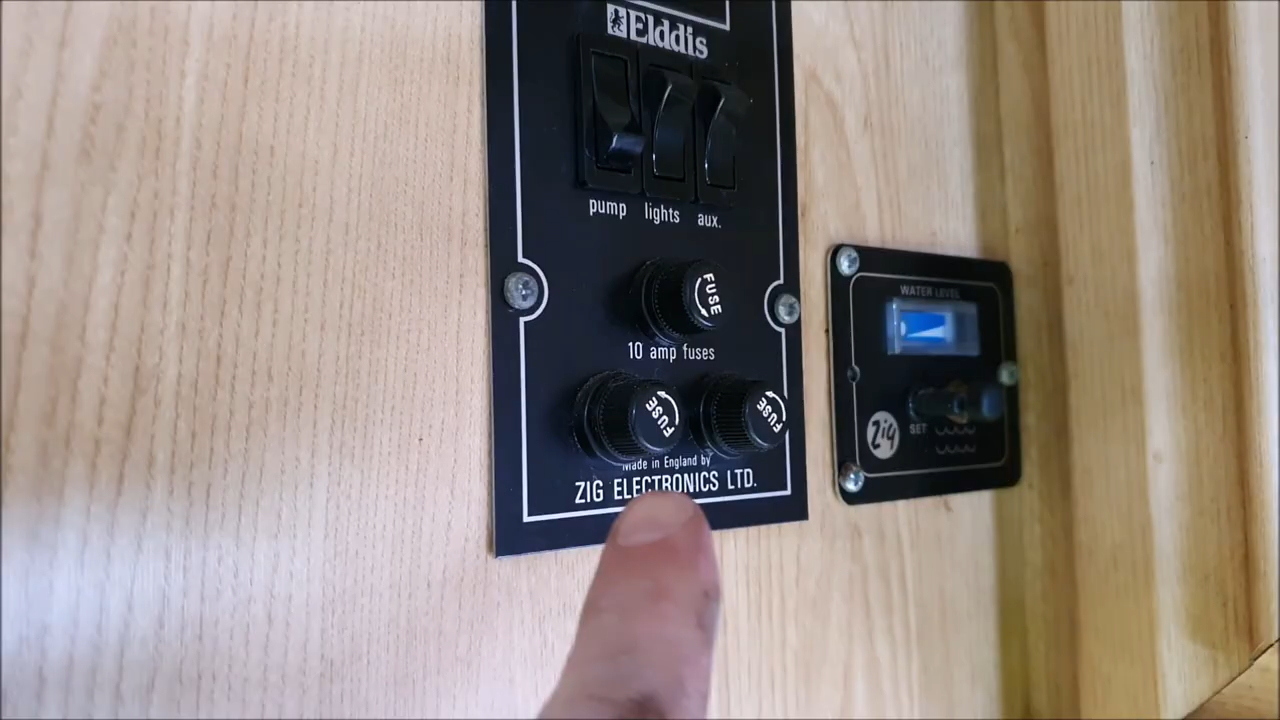 Elddis
pump lights aux.
FUSE
10 amp fuses
FUSE FUSE
Made in England by
ZIG ELECTRONICS LTD.
WATER LEVEL
Zig
SET